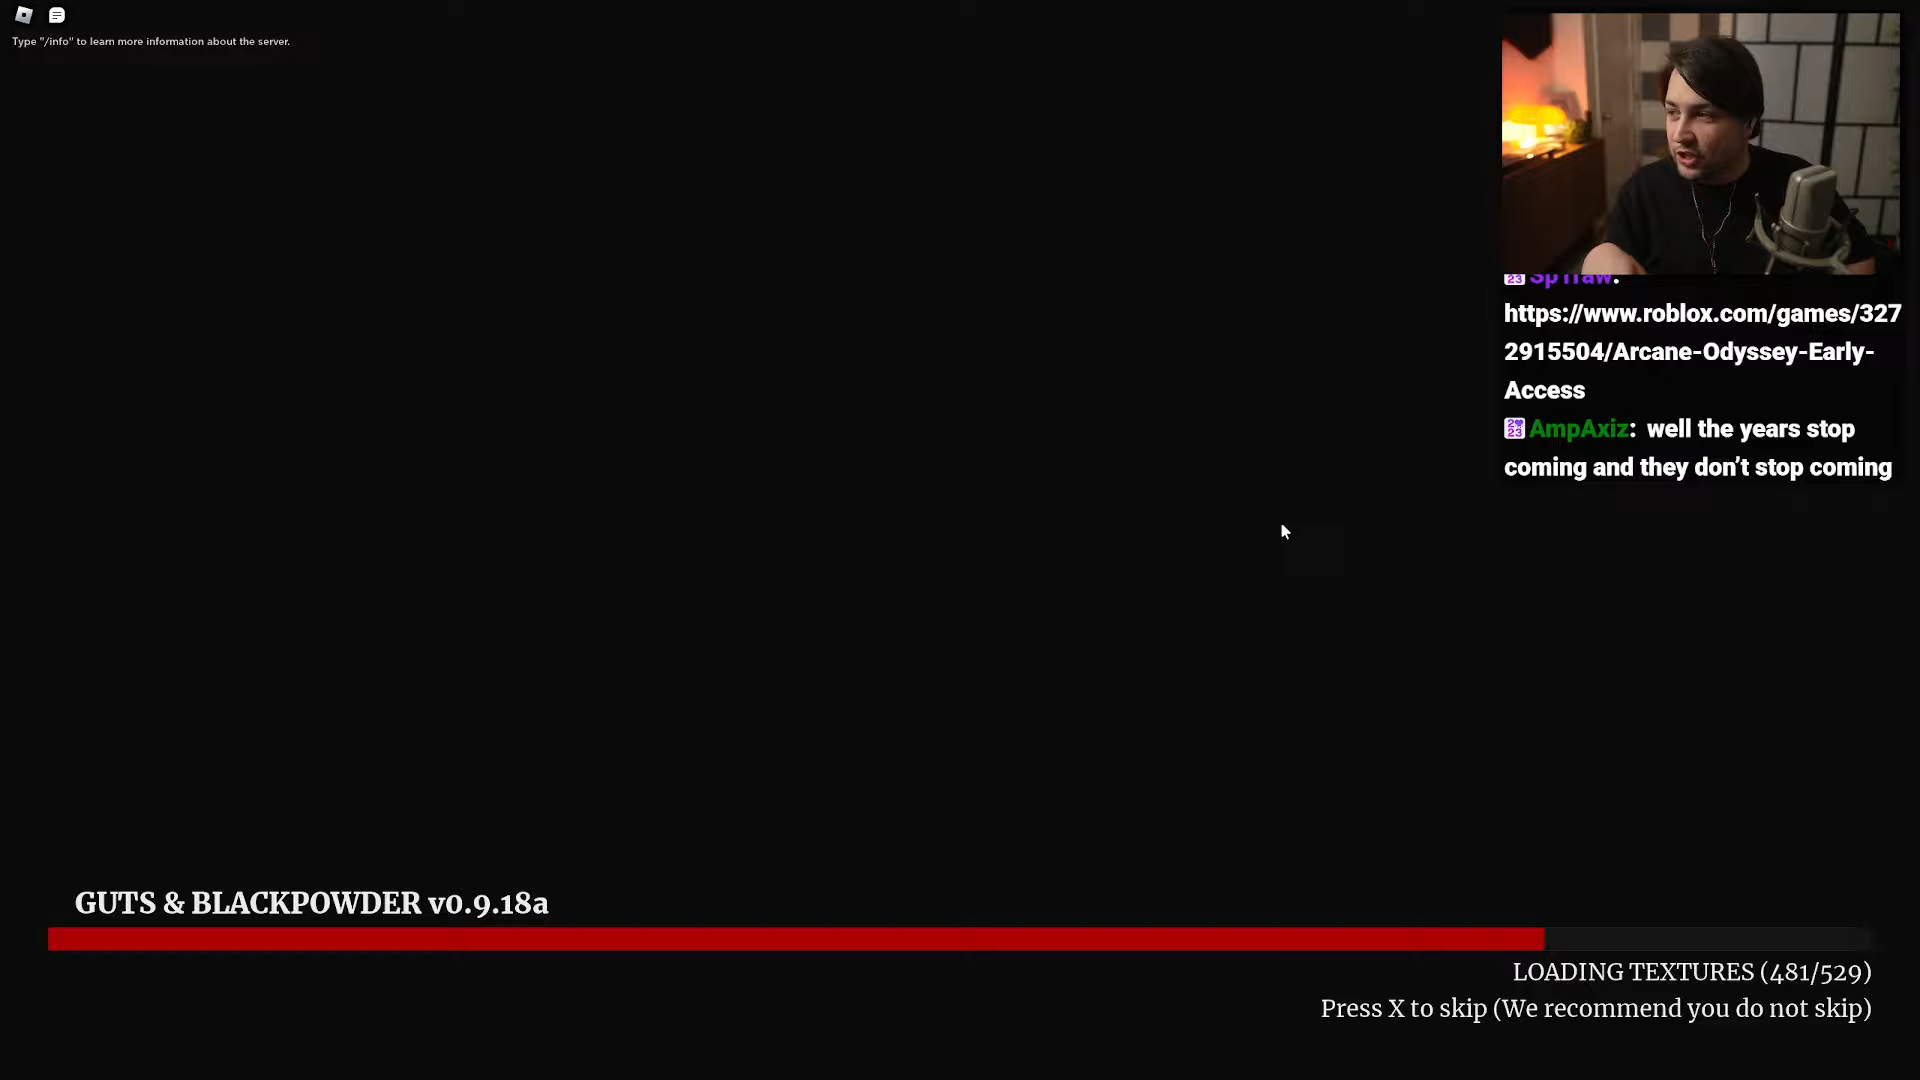 Type "/info" to learn more information about the server.
https://www.roblox.com/games/327
2915504/Arcane-Odyssey-Early-
Access
AmpAxiz: well the years stop
coming and they don't stop coming
GUTS & BLACKPOWDER v0.9.18a
LOADING TEXTURES (481/529)
Press X to skip (We recommend you do not skip)